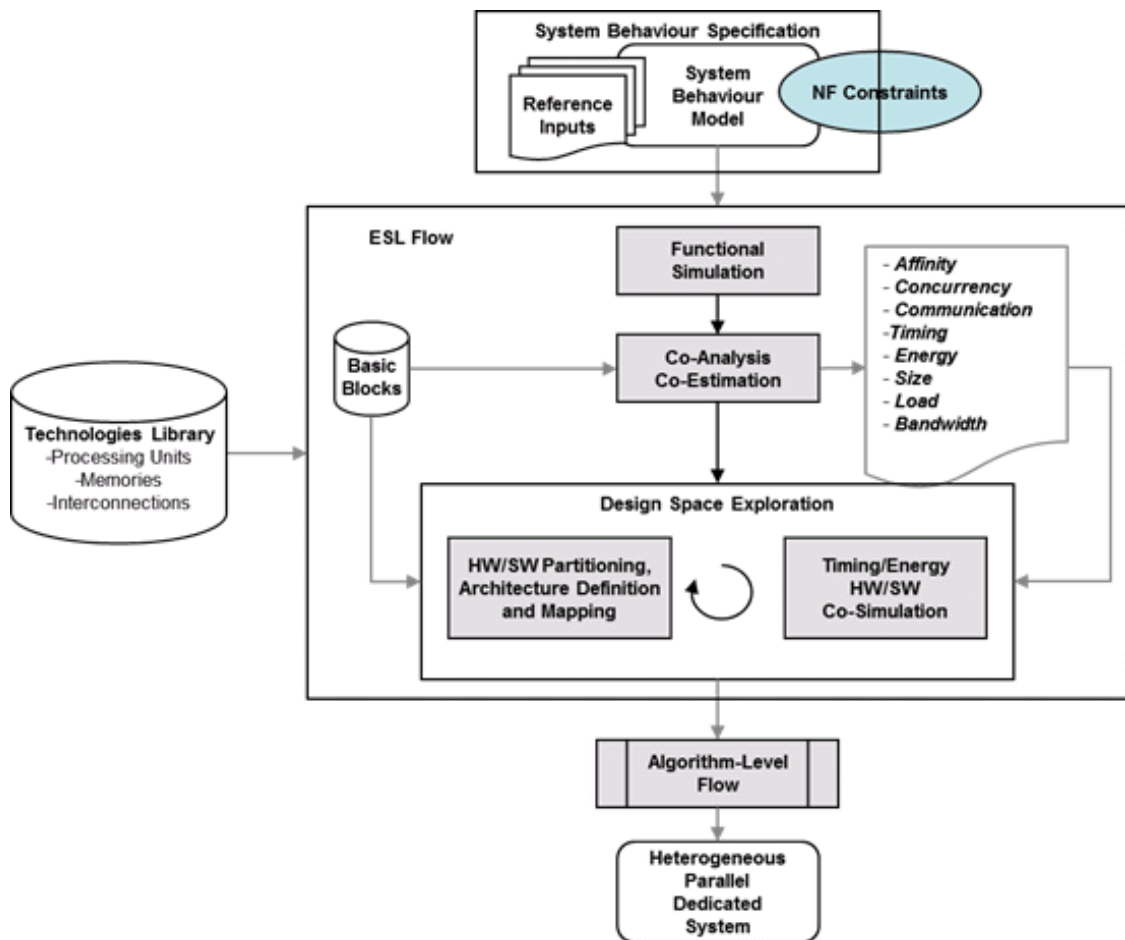 System Behaviour Specification
Reference
Inputs
System
Behaviour
Model
NF Constraints
ESL Flow
Functional
Simulation
- Affinity
- Concurrency
- Communication
-Timing
- Energy
- Size
- Load
- Bandwidth
Basic
Blocks
Co-Analysis
Co-Estimation
Technologies Library
-Processing Units
-Memories
-Interconnections
Design Space Exploration
HW/SW Partitioning,
Architecture Definition
and Mapping
Timing/Energy
HW/SW
Co-Simulation
Algorithm-Level
Flow
Heterogeneous
Parallel
Dedicated
System